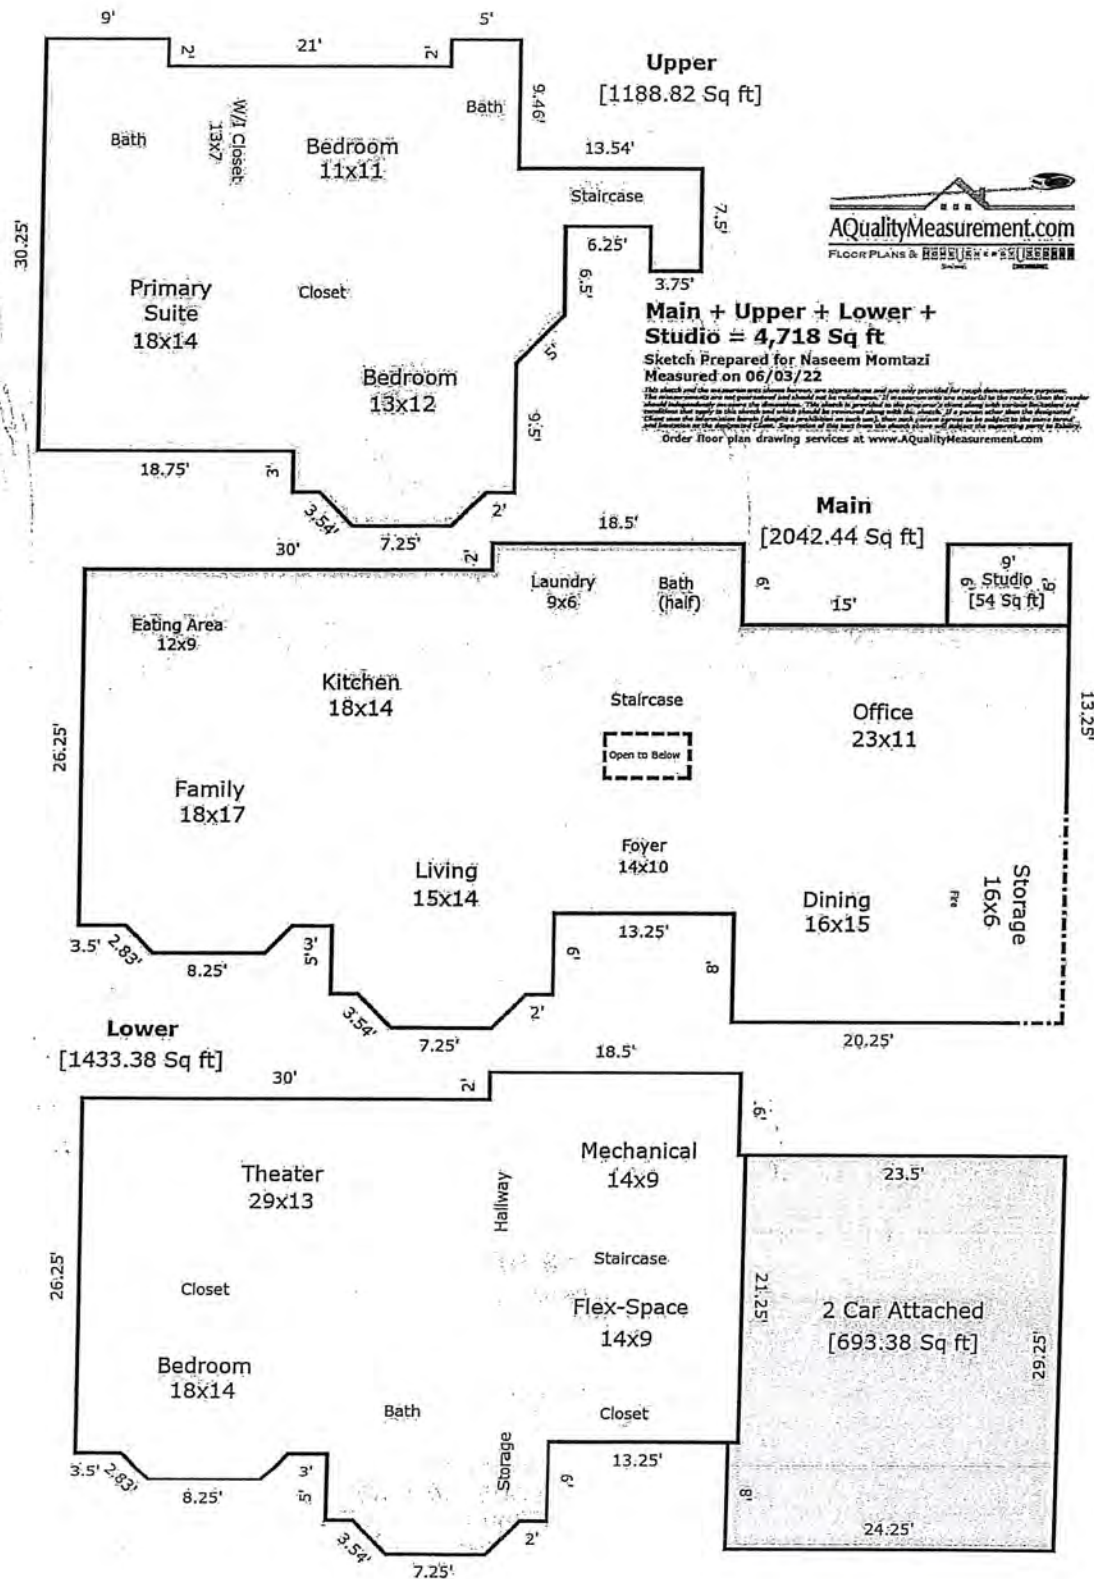 9'
5'
2'
21'
2'
Upper
[1188.82 Sq ft]
Bath
W/I Closet
13x7
Bedroom
11x11
Bath
9.46'
13.54'
Staircase
7.5'
6.25'
3.75'
30.25'
Primary
Suite
18x14
Closet
6.5'
5'
Bedroom
13x12
9.5'
18.75'
3'
3.54'
7.25'
2'
AQualityMeasurement.com
FLOOR PLANS &
Main + Upper + Lower +
Studio = 4,718 Sq ft
Sketch Prepared for Naseem Momtazi
Measured on 06/03/22
Order floor plan drawing services at www.AQualityMeasurement.com
Main
[2042.44 Sq ft]
30'
2'
18.5'
6'
15'
9'
6'
Studio
6'
[54 Sq ft]
Laundry
9x6
Bath
(half)
Eating Area
12x9
Kitchen
18x14
Staircase
Open to Below
Office
23x11
13.25'
26.25'
Family
18x17
Living
15x14
Foyer
14x10
Dining
16x15
Fire
Storage
16x6
3.5'
2.83'
8.25'
3'
5'
3.54'
7.25'
2'
6'
13.25'
8'
20.25'
Lower
[1433.38 Sq ft]
30'
2'
18.5'
6'
23.5'
Theater
29x13
Hallway
Mechanical
14x9
Staircase
Flex-Space
14x9
21.25'
2 Car Attached
[693.38 Sq ft]
29.25'
26.25'
Closet
Bedroom
18x14
Bath
Storage
Closet
3.5'
2.83'
8.25'
3'
5'
3.54'
7.25'
2'
6'
13.25'
8'
24.25'